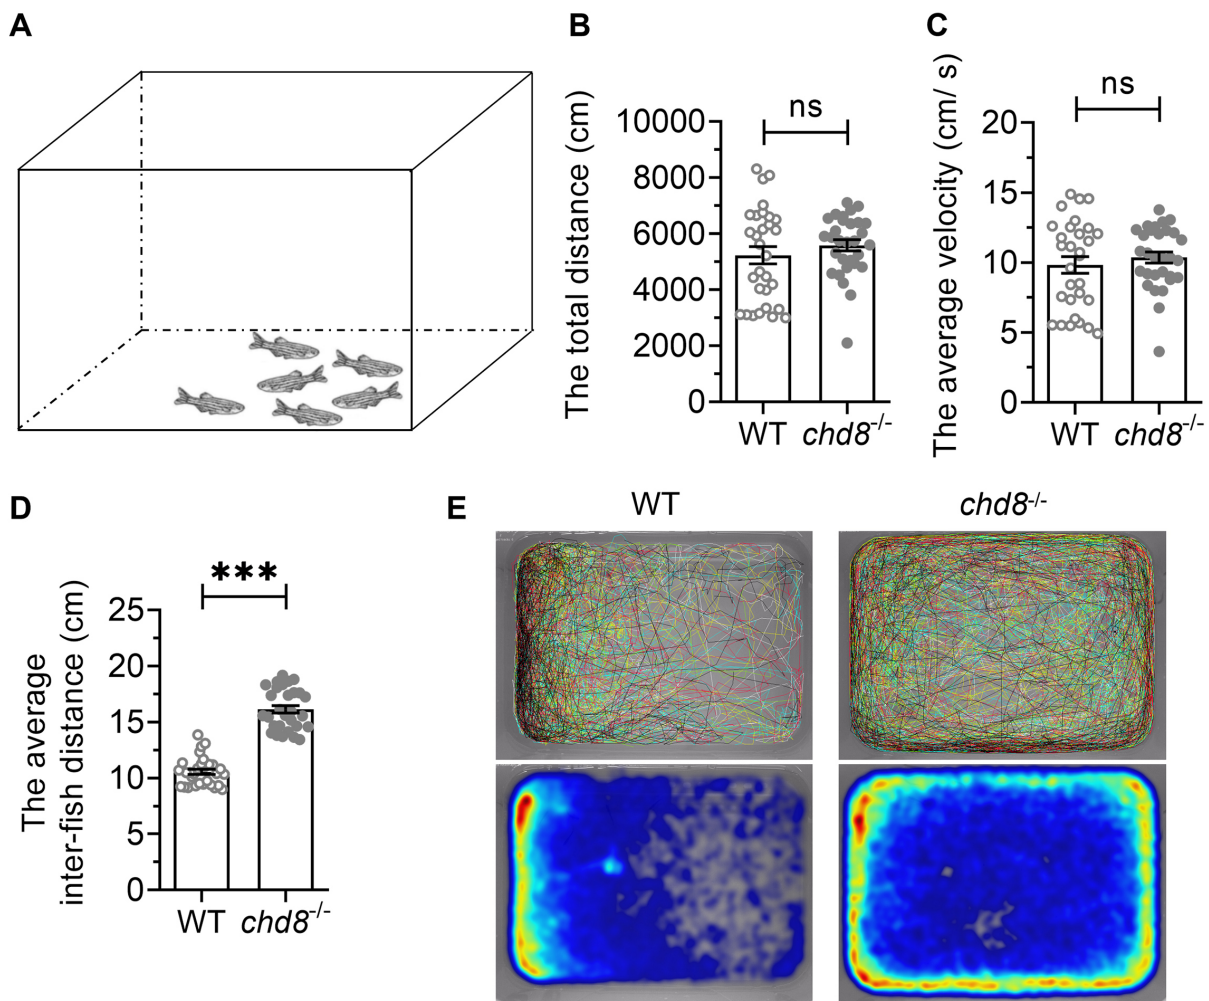 A
B
The total distance (cm)
ns
10000
8000
6000
4000
2000
0
WT chd8-/-
C
The average velocity (cm/ s)
ns
20
15
10
5
0
WT chd8-/-
D
The average
inter-fish distance (cm)
***
25
20
15
10
5
0
WT chd8-/-
E
WT chd8-/-